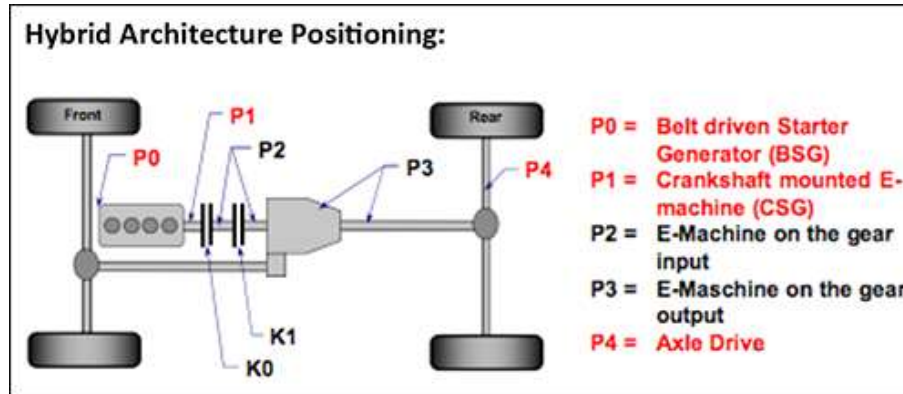 Hybrid Architecture Positioning:
Front
P0
P1
P2
P3
Rear
P4
K1
K0
P0 = Belt driven Starter
Generator (BSG)
P1 = Crankshaft mounted E-
machine (CSG)
P2 = E-Machine on the gear
input
P3 = E-Maschine on the gear
output
P4 = Axle Drive